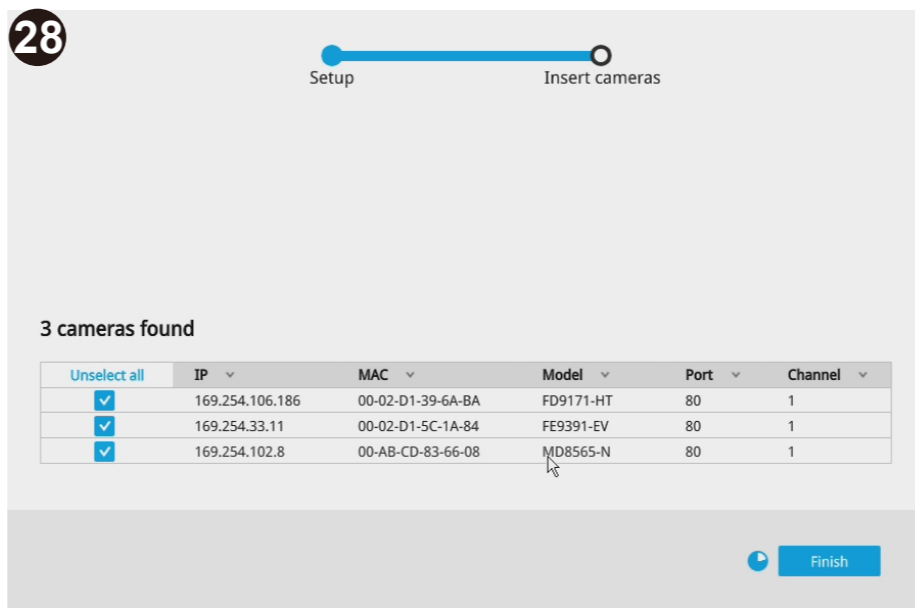 28
Setup Insert cameras
3 cameras found
Unselect all IP MAC Model Port Channel
169.254.106.186 00-02-D1-39-6A-BA FD9171-HT 80 1
169.254.33.11 00-02-D1-5C-1A-84 FE9391-EV 80 1
169.254.102.8 00-AB-CD-83-66-08 MD8565-N 80 1
Finish